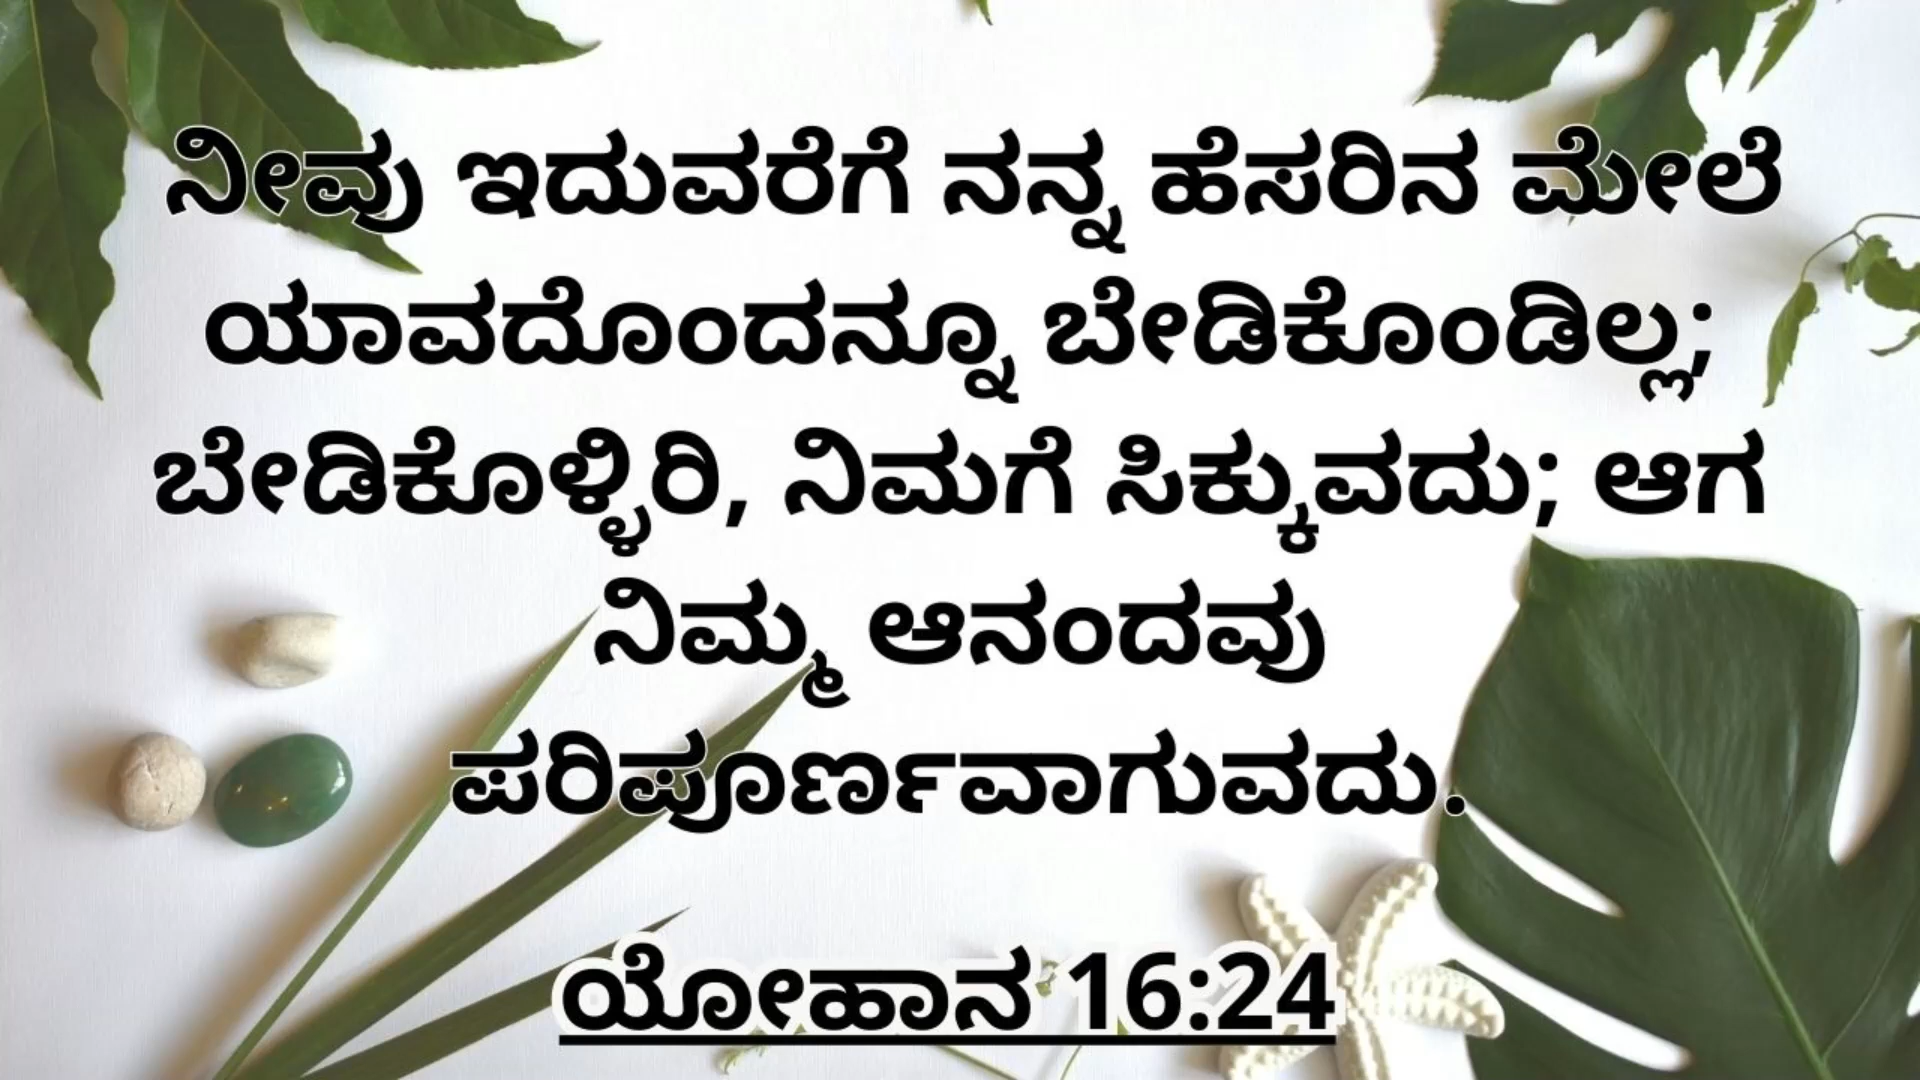 ನೀವು ಇದುವರೆಗೆ ನನ್ನ ಹೆಸರಿನ ಮೇಲೆ
ಯಾವದೊಂದನ್ನೂ ಬೇಡಿಕೊಂಡಿಲ್ಲ;
ಬೇಡಿಕೊಳ್ಳಿರಿ, ನಿಮಗೆ ಸಿಕ್ಕುವದು; ಆಗ
ನಿಮ್ಮ ಆನಂದವು
ಪರಿಪೂರ್ಣವಾಗುವದು.
ಯೋಹಾನ 16:24